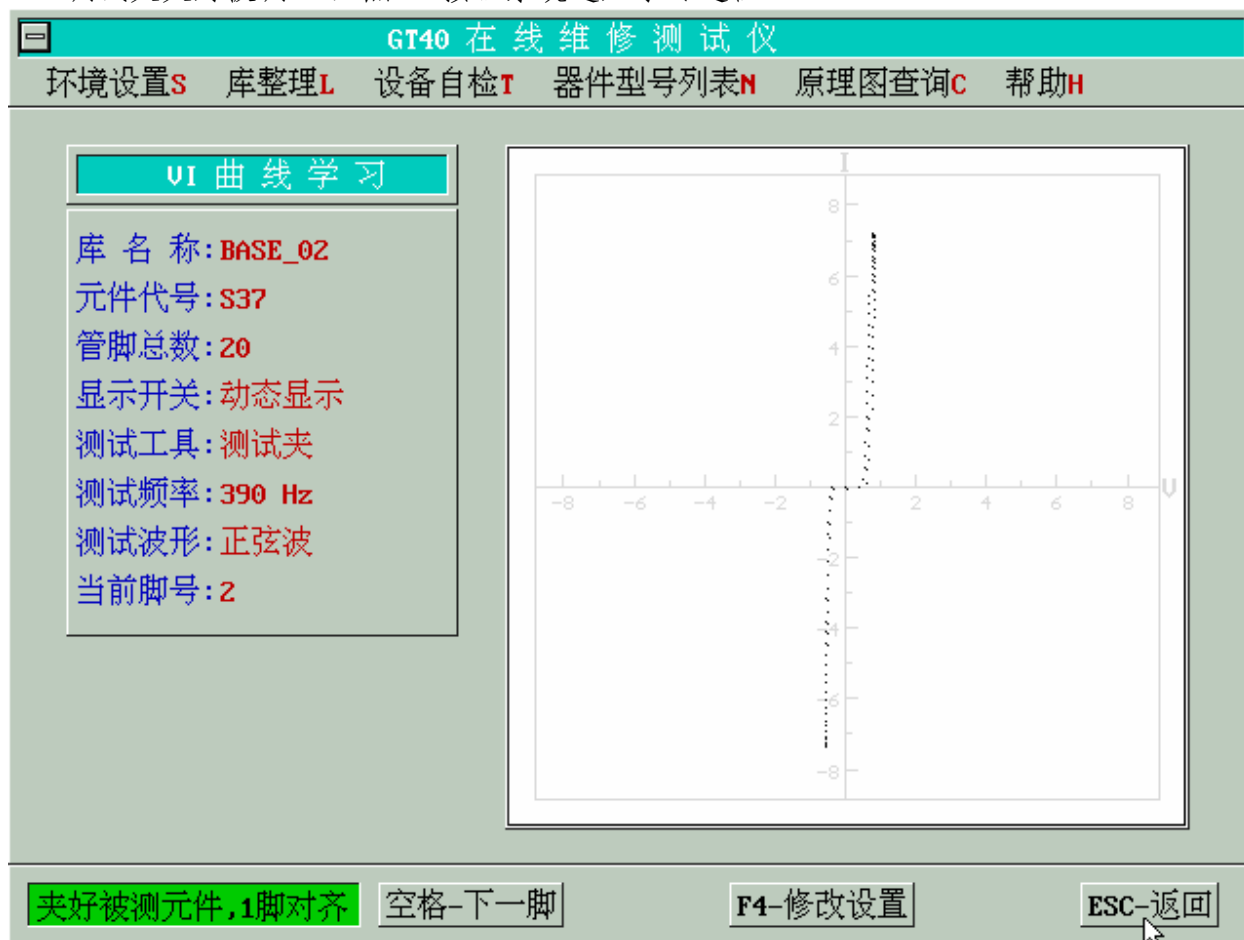 GT40 在线维修测试仪
环境设置S 库整理L 设备自检T 器件型号列表N 原理图查询C 帮助H
VI 曲线学习
库 名 称:BASE_02
元件代号:S37
管脚总数:20
显示开关:动态显示
测试工具:测试夹
测试频率:390 Hz
测试波形:正弦波
当前脚号:2
I
8
6
4
2
-8 -6 -4 -2 2 4 6 8 V
-2
-4
-6
-8
夹好被测元件,1脚对齐 空格-下一脚 F4-修改设置 ESC-返回